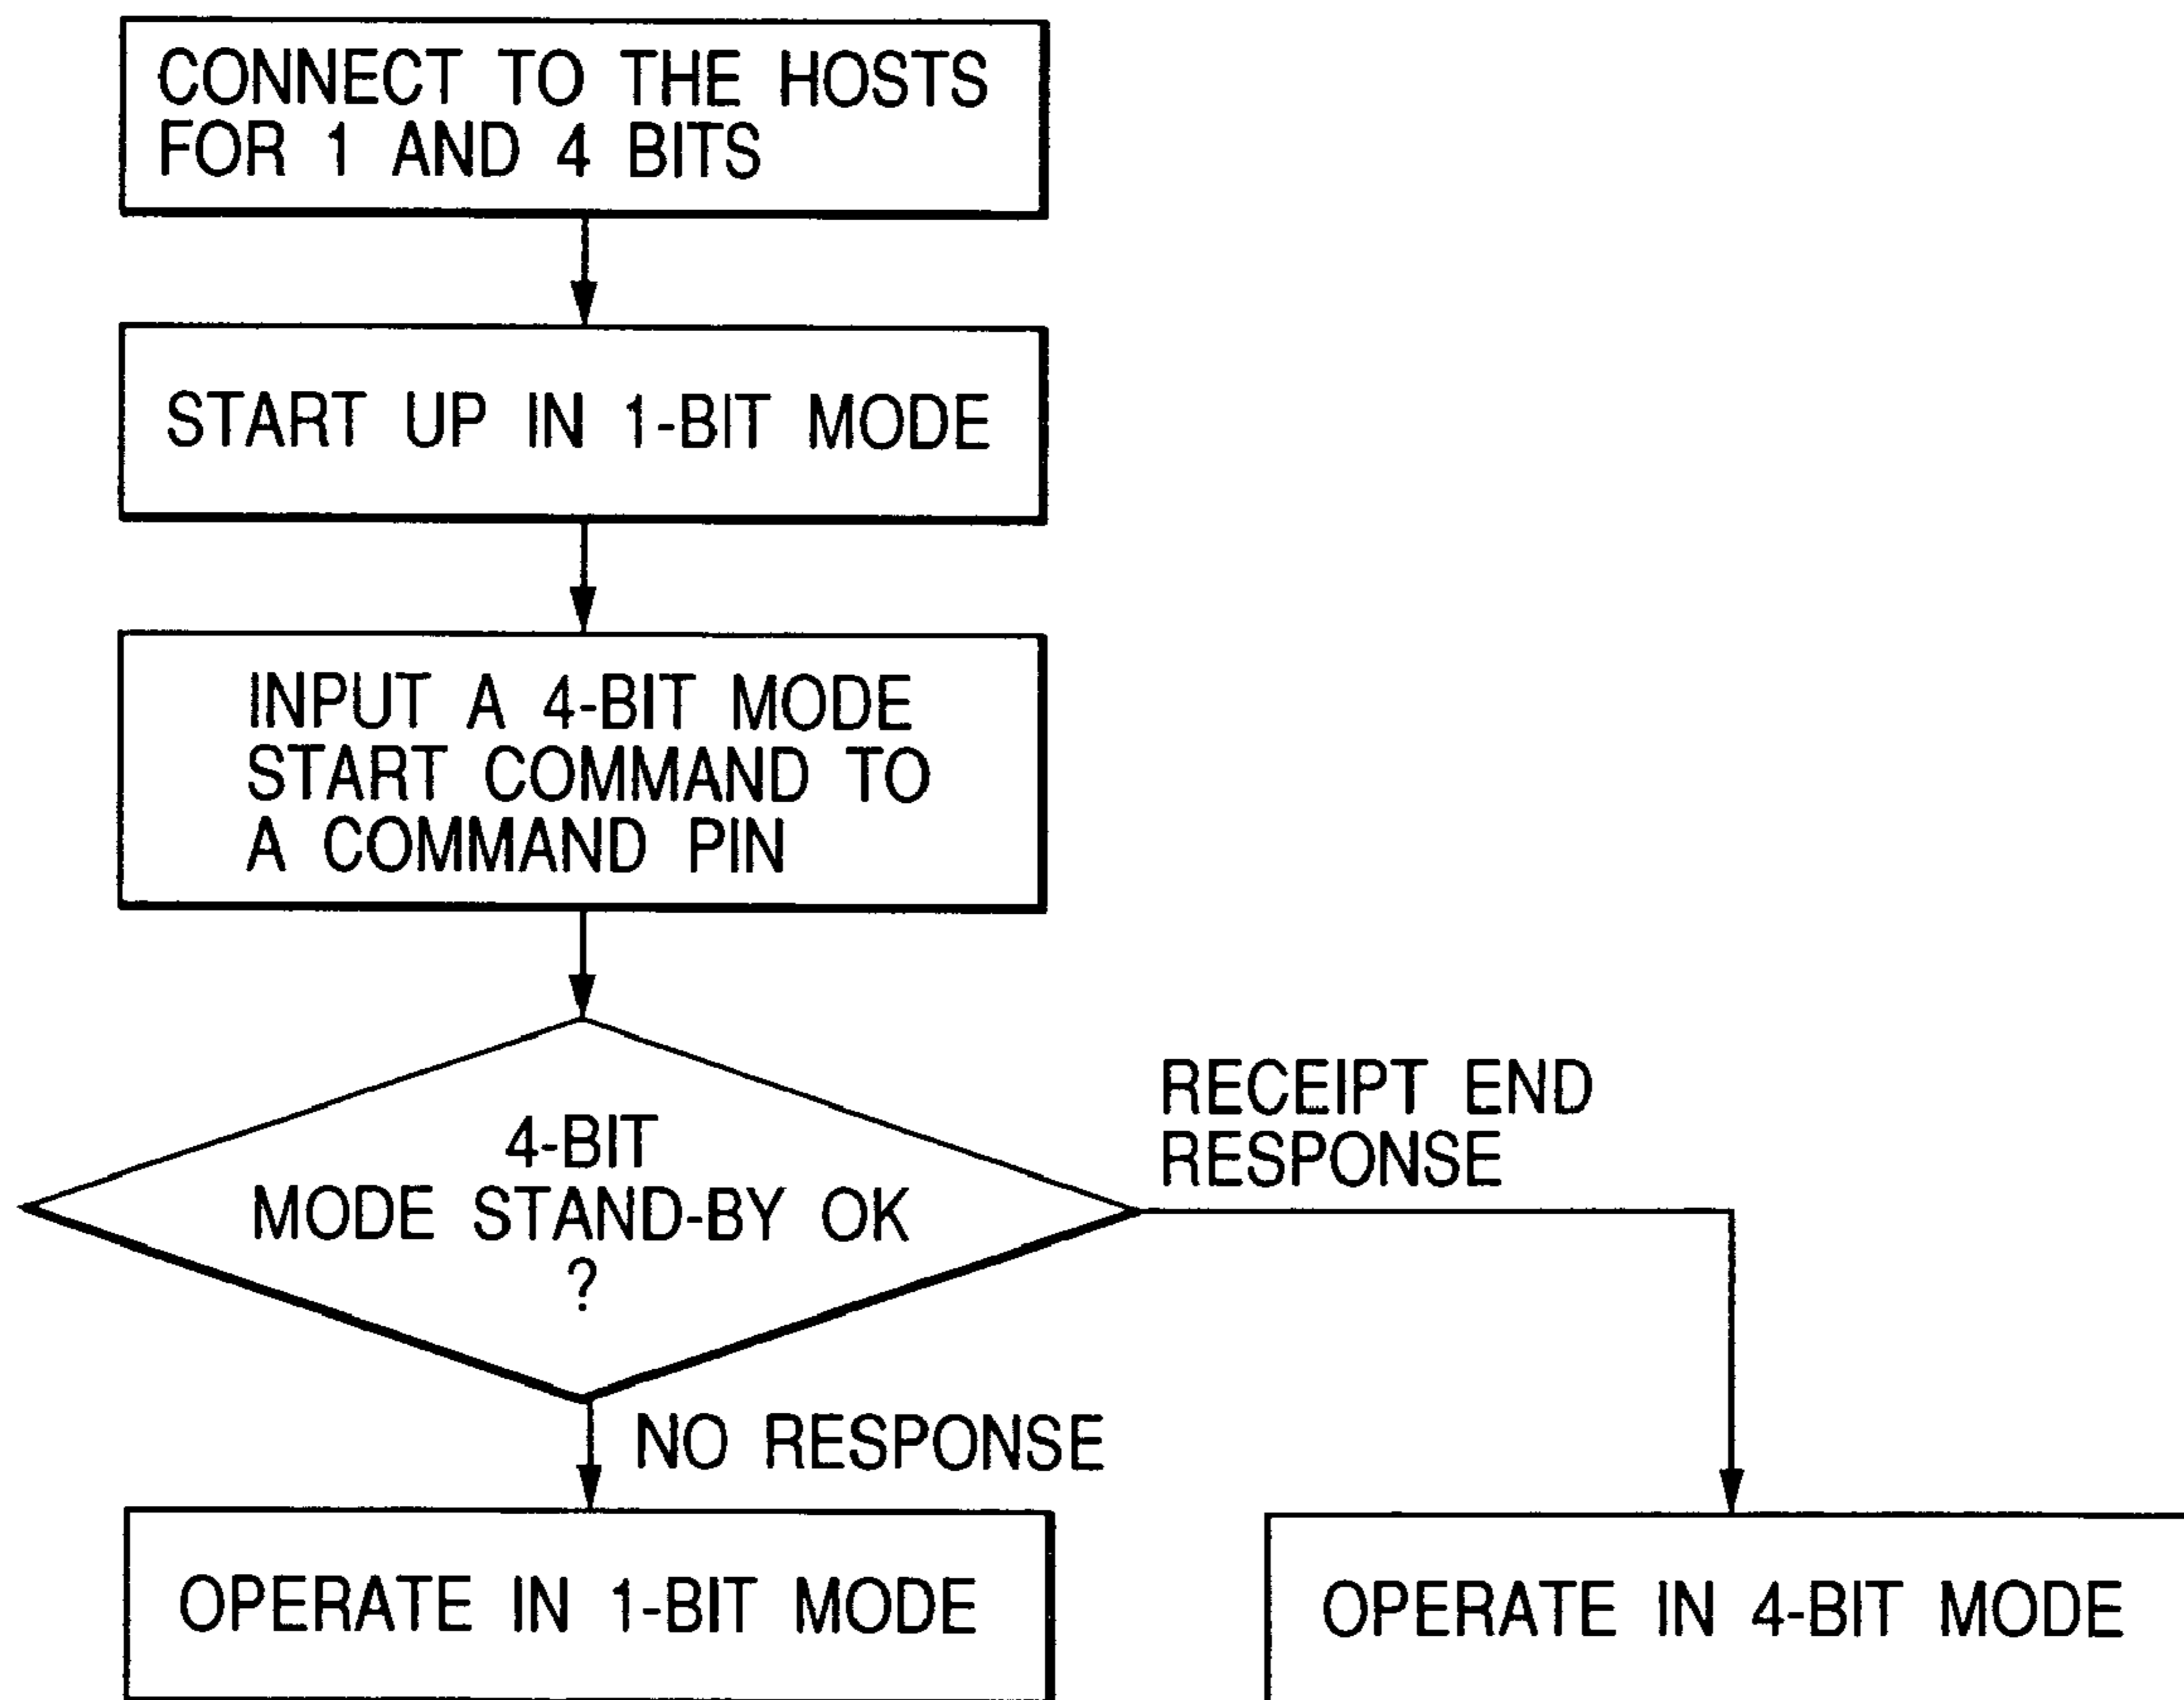 CONNECT TO THE HOSTS
FOR 1 AND 4 BITS
START UP IN 1-BIT MODE
INPUT A 4-BIT MODE
START COMMAND TO
A COMMAND PIN
4-BIT
MODE STAND-BY OK
?
RECEIPT END
RESPONSE
NO RESPONSE
OPERATE IN 1-BIT MODE
OPERATE IN 4-BIT MODE